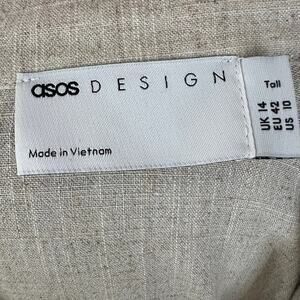 asos DESIGN
Made in Vietnam
Tall
UK 14
EU 42
US 10